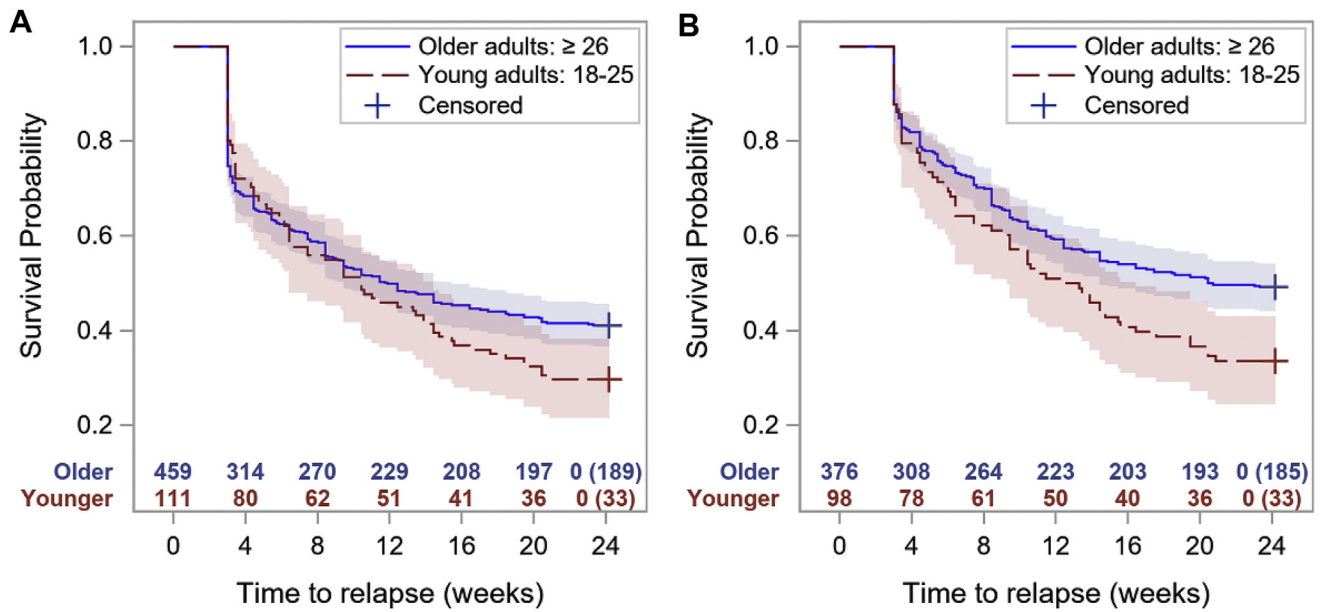 A
Survival Probability
1.0
0.8
0.6
0.4
0.2
Older adults: ≥ 26
Young adults: 18-25
Censored
Older 459 314 270 229 208 197 0 (189)
Younger 111 80 62 51 41 36 0 (33)
0 4 8 12 16 20 24
Time to relapse (weeks)
B
Survival Probability
1.0
0.8
0.6
0.4
0.2
Older adults: ≥ 26
Young adults: 18-25
Censored
Older 376 308 264 223 203 193 0 (185)
Younger 98 78 61 50 40 36 0 (33)
0 4 8 12 16 20 24
Time to relapse (weeks)